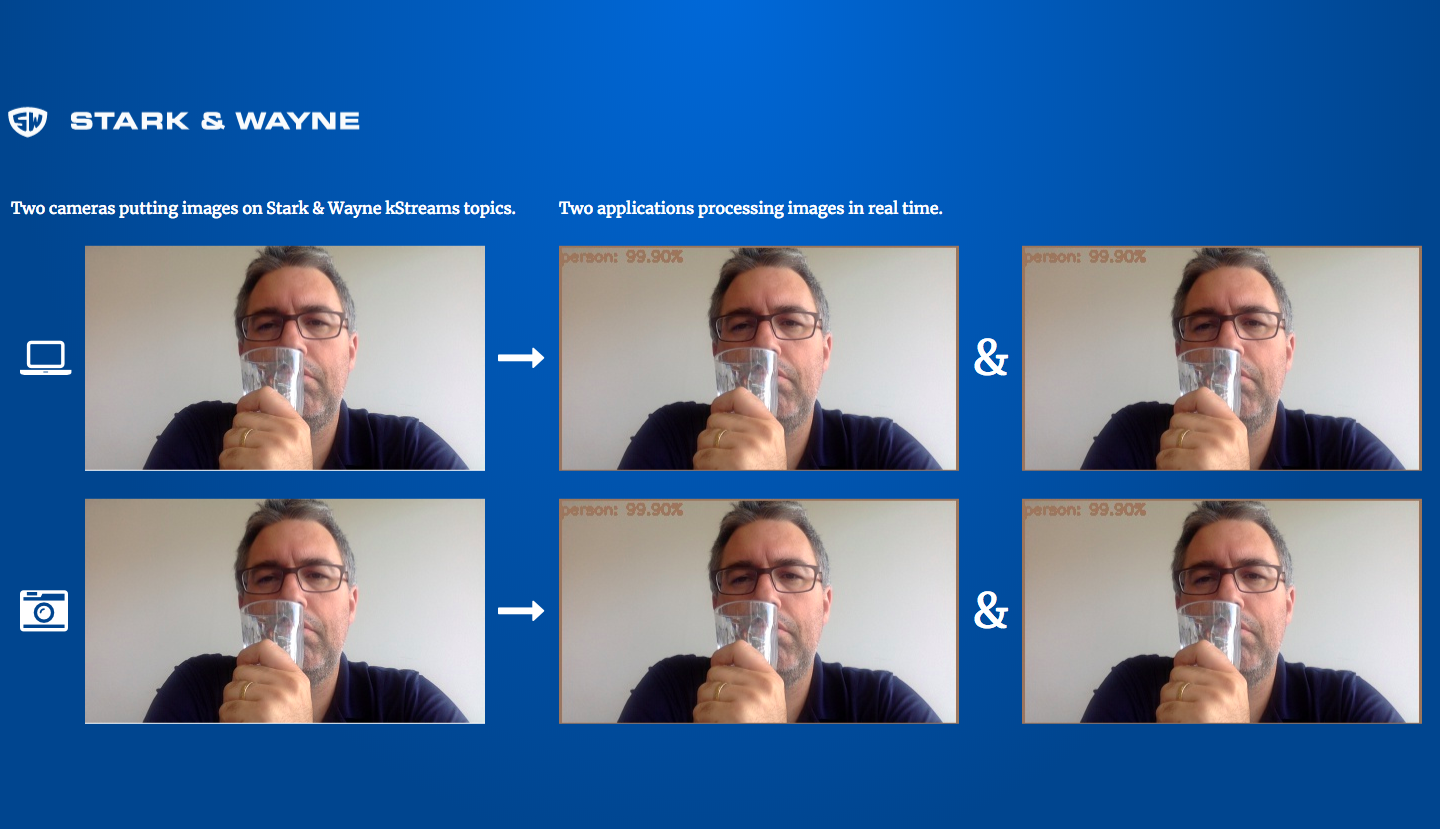 SW STARK & WAYNE
Two cameras putting images on Stark & Wayne kStreams topics.
Two applications processing images in real time.
person: 99.90%
&
person: 99.90%
person: 99.90%
&
person: 99.90%